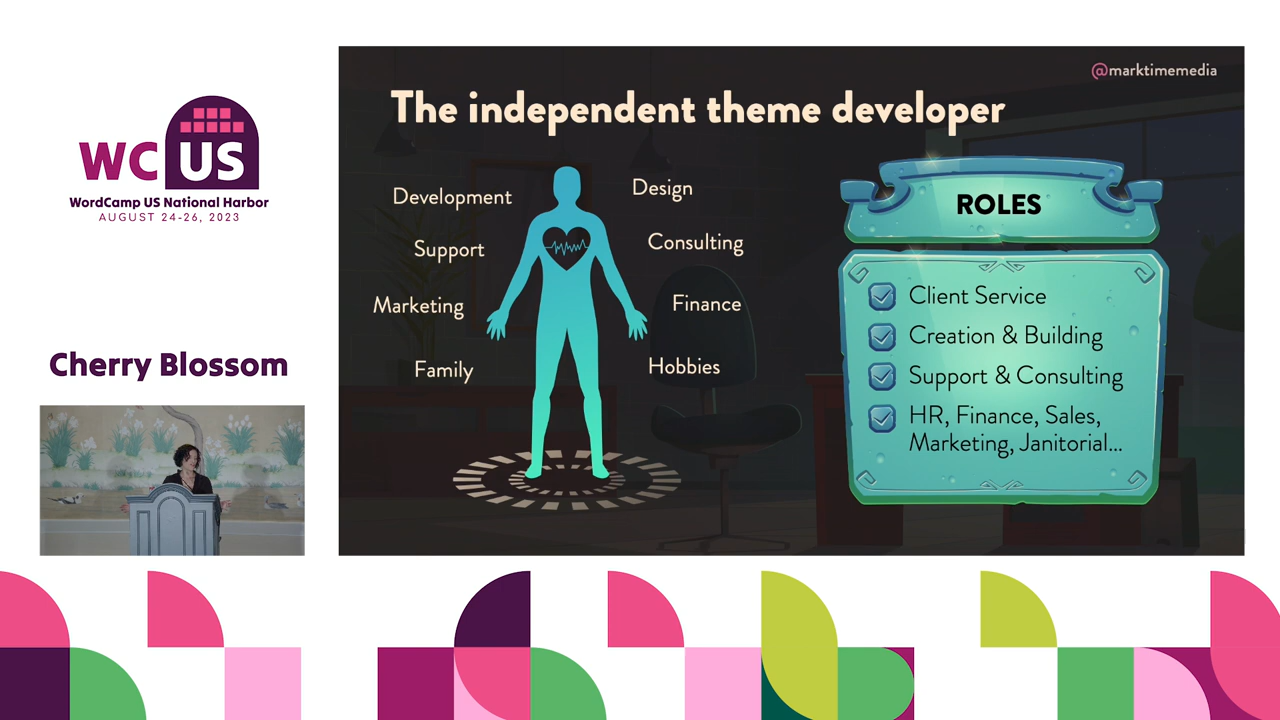 WC US
WordCamp US National Harbor
AUGUST 24-26, 2023
Cherry Blossom
@marktimemedia
The independent theme developer
Development
Support
Marketing
Family
Design
Consulting
Finance
Hobbies
ROLES
Client Service
Creation & Building
Support & Consulting
HR, Finance, Sales,
Marketing, Janitorial...